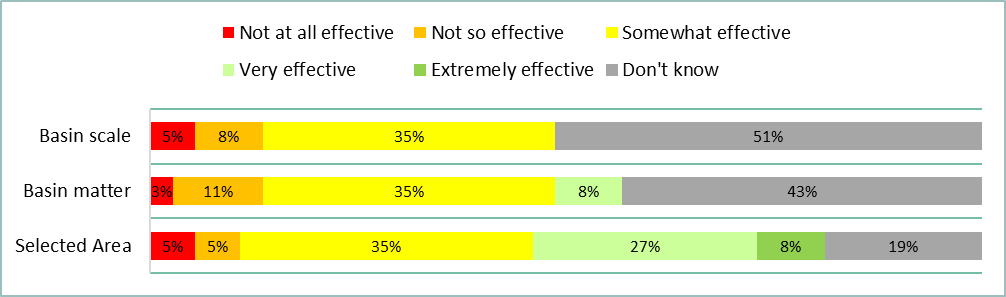 Not at all effective Not so effective Somewhat effective
Very effective Extremely effective Don't know
Basin scale 5% 8% 35% 51%
Basin matter 3% 11% 35% 8% 43%
Selected Area 5% 5% 35% 27% 8% 19%